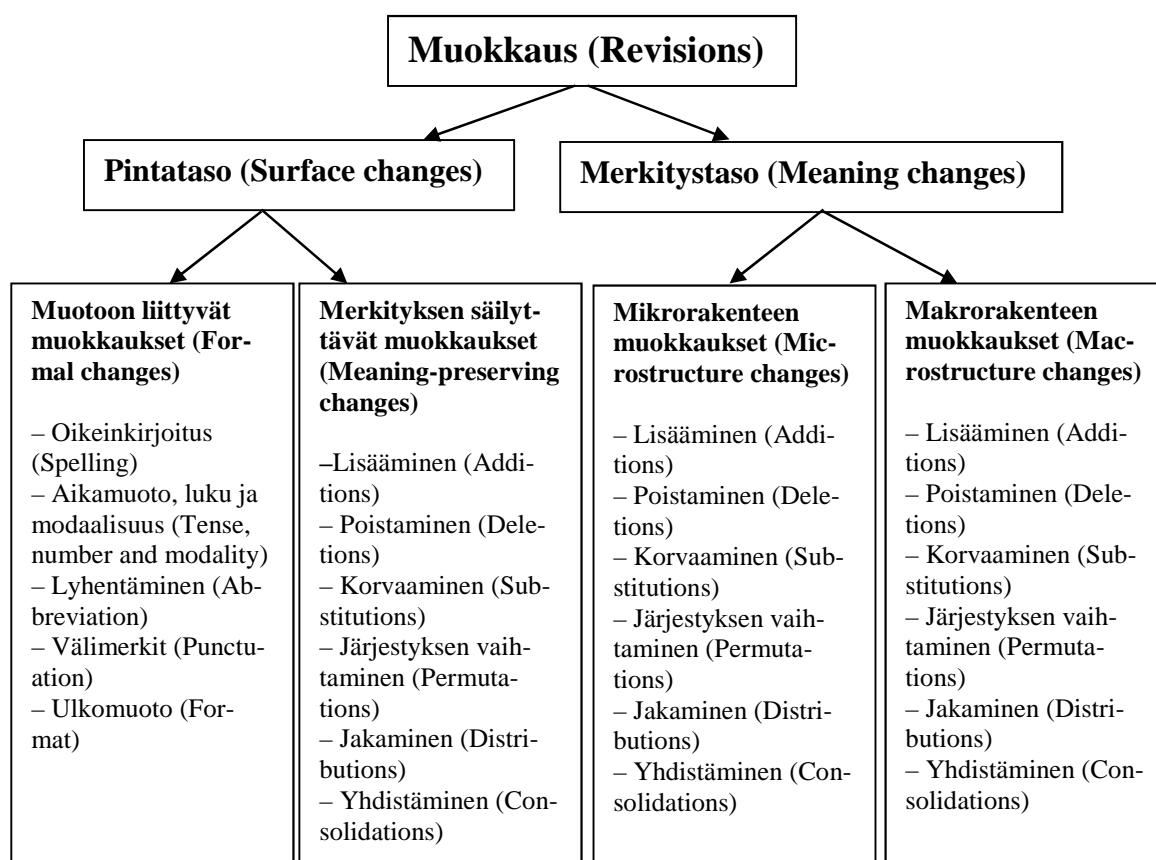 Muokkaus (Revisions)
Pintataso (Surface changes)
Merkitystaso (Meaning changes)
Muotoon liittyvät
muokkaukset (For-
mal changes)
– Oikeinkirjoitus
(Spelling)
– Aikamuoto, luku ja
modaalisuus (Tense,
number and modality)
– Lyhentäminen (Ab-
breviation)
– Välimerkit (Punctu-
ation)
– Ulkomuoto (For-
mat)
Merkityksen säilyt-
tävät muokkaukset
(Meaning-preserving
changes)
–Lisääminen (Addi-
tions)
– Poistaminen (Dele-
tions)
– Korvaaminen (Sub-
stitutions)
– Järjestyksen vaih-
taminen (Permuta-
tions)
– Jakaminen (Distri-
butions)
– Yhdistäminen (Con-
solidations)
Mikrorakenteen
muokkaukset (Mic-
rostructure changes)
– Lisääminen (Addi-
tions)
– Poistaminen (Dele-
tions)
– Korvaaminen (Sub-
stitutions)
– Järjestyksen vaih-
taminen (Permuta-
tions)
– Jakaminen (Distri-
butions)
– Yhdistäminen (Con-
solidations)
Makrorakenteen
muokkaukset (Mac-
rostructure changes)
– Lisääminen (Addi-
tions)
– Poistaminen (Dele-
tions)
– Korvaaminen (Sub-
stitutions)
– Järjestyksen vaih-
taminen (Permuta-
tions)
– Jakaminen (Distri-
butions)
– Yhdistäminen (Con-
solidations)